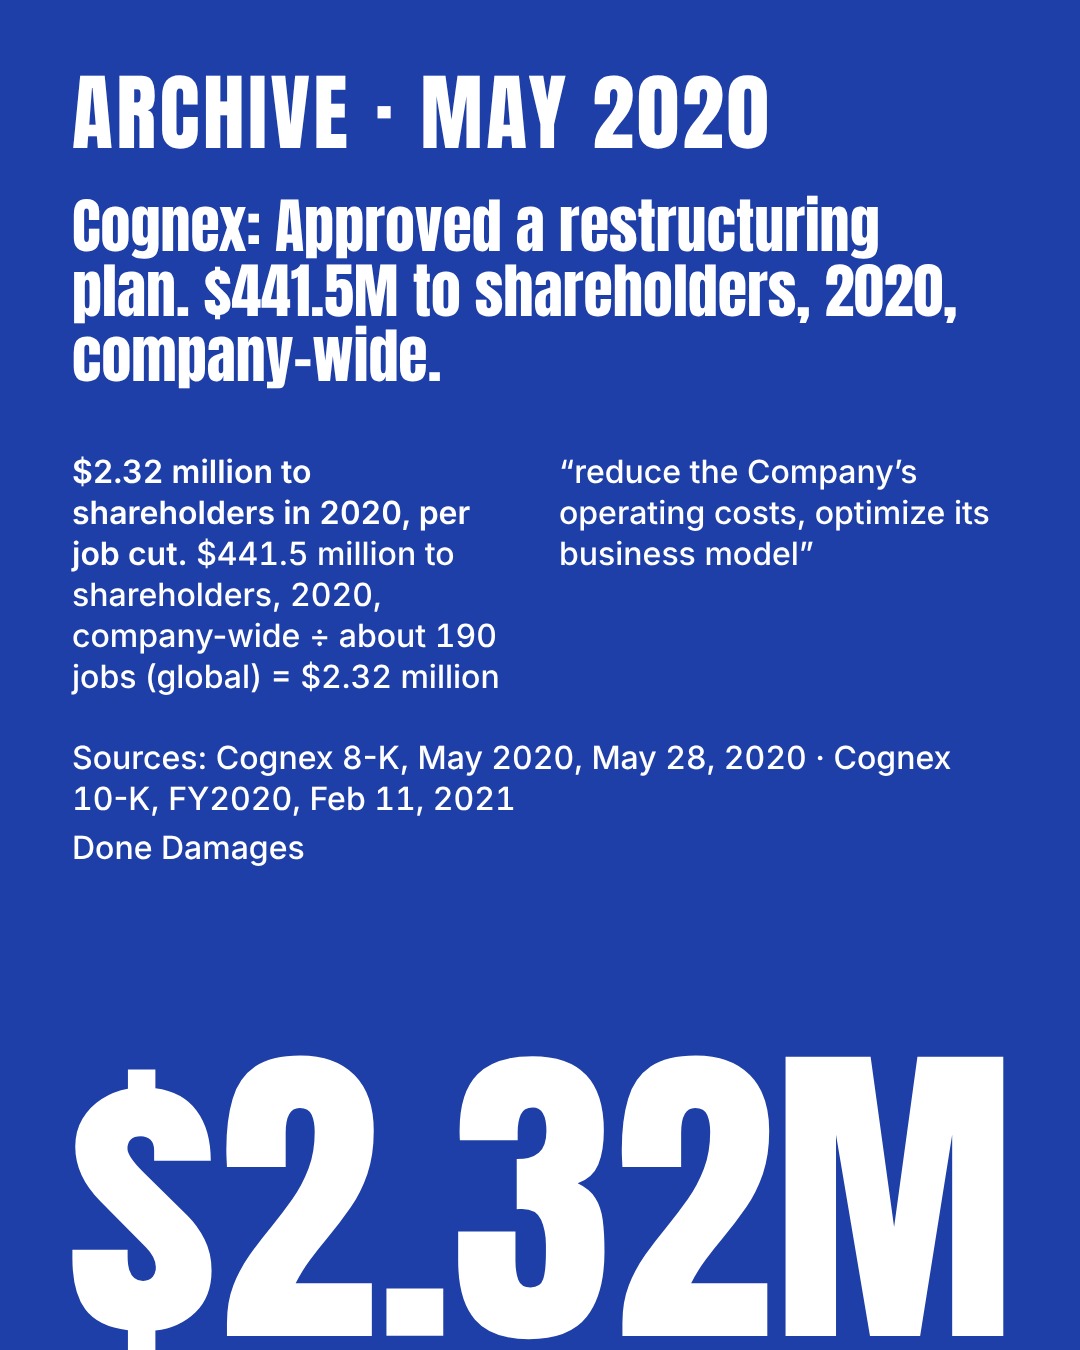 ARCHIVE · MAY 2020
Cognex: Approved a restructuring
plan. $441.5M to shareholders, 2020,
company-wide.
$2.32 million to
shareholders in 2020, per
job cut. $441.5 million to
shareholders, 2020,
company-wide ÷ about 190
jobs (global) = $2.32 million
“reduce the Company’s
operating costs, optimize its
business model”
Sources: Cognex 8-K, May 2020, May 28, 2020 · Cognex
10-K, FY2020, Feb 11, 2021
Done Damages
$2.32M